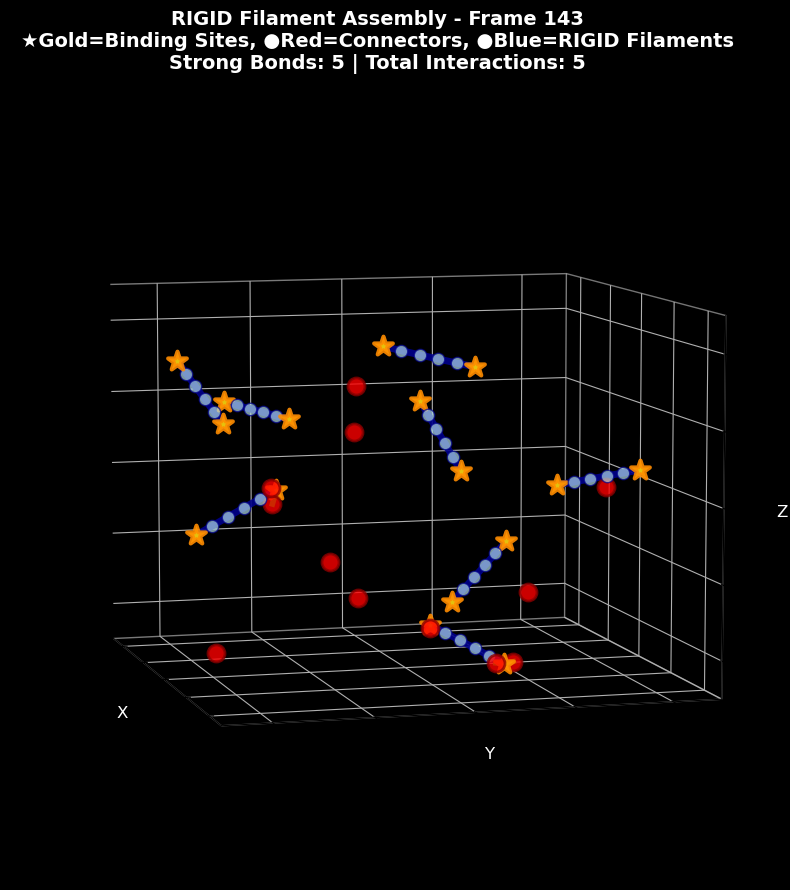 RIGID Filament Assembly - Frame 143
★Gold=Binding Sites, ●Red=Connectors, ●Blue=RIGID Filaments
Strong Bonds: 5 | Total Interactions: 5
Z
X
Y